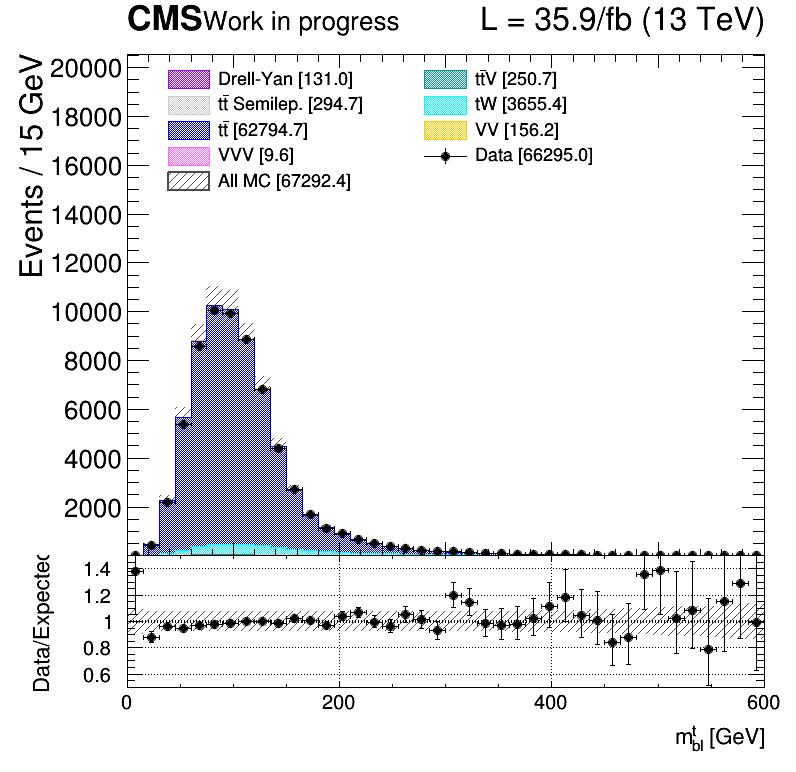 CMS Work in progress L = 35.9/fb (13 TeV)
Events / 15 GeV
20000
18000
16000
14000
12000
10000
8000
6000
4000
2000
Drell-Yan [131.0]
tt̄ Semilep. [294.7]
tt̄ [62794.7]
VVV [9.6]
All MC [67292.4]
tt̄V [250.7]
tW [3655.4]
VV [156.2]
Data [66295.0]
Data/Expected
1.4
1.2
1
0.8
0.6
0 200 400 600
m^t_bl [GeV]